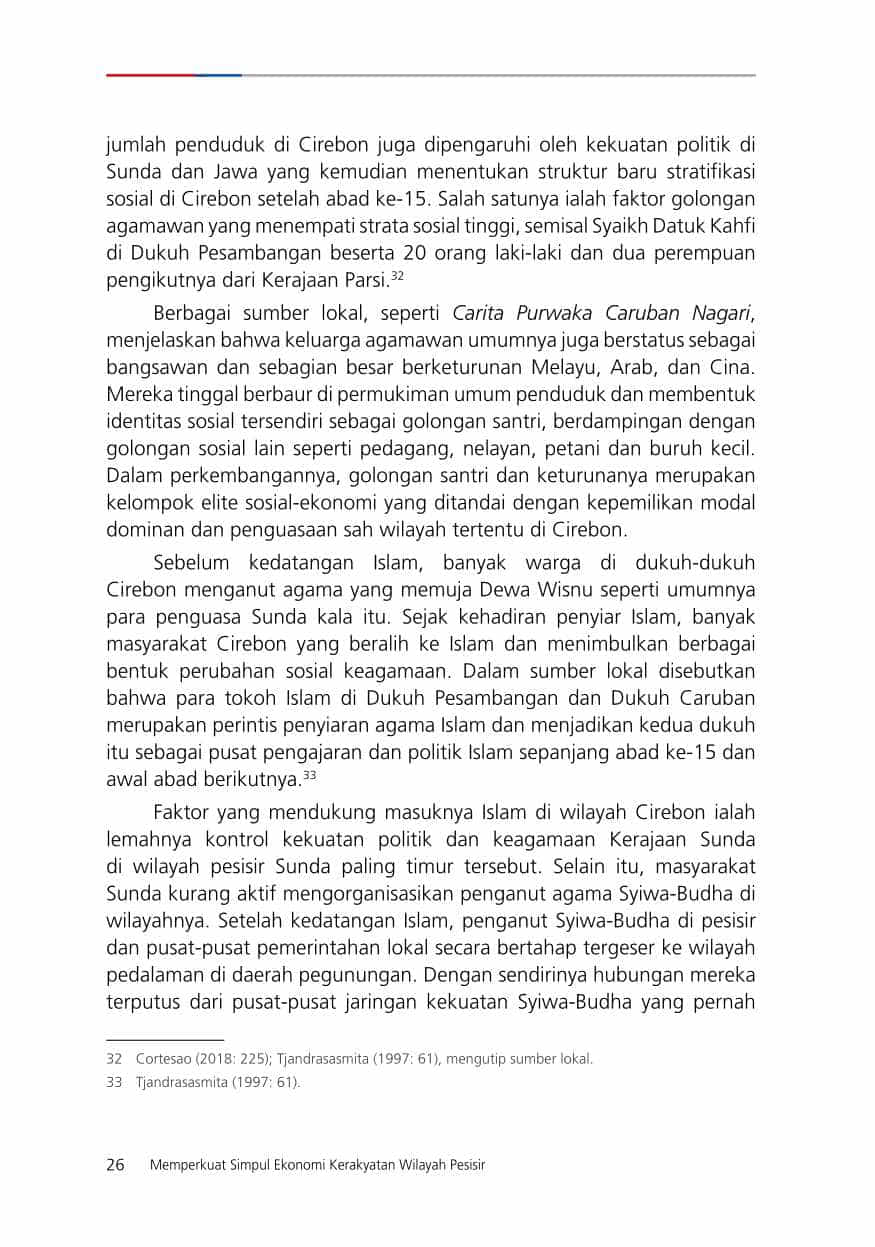 jumlah penduduk di Cirebon juga dipengaruhi oleh kekuatan politik di
Sunda dan Jawa yang kemudian menentukan struktur baru stratifikasi
sosial di Cirebon setelah abad ke-15. Salah satunya ialah faktor golongan
agamawan yang menempati strata sosial tinggi, semisal Syaikh Datuk Kahfi
di Dukuh Pesambangan beserta 20 orang laki-laki dan dua perempuan
pengikutnya dari Kerajaan Parsi.32
Berbagai sumber lokal, seperti Carita Purwaka Caruban Nagari,
menjelaskan bahwa keluarga agamawan umumnya juga berstatus sebagai
bangsawan dan sebagian besar berketurunan Melayu, Arab, dan Cina.
Mereka tinggal berbaur di permukiman umum penduduk dan membentuk
identitas sosial tersendiri sebagai golongan santri, berdampingan dengan
golongan sosial lain seperti pedagang, nelayan, petani dan buruh kecil.
Dalam perkembangannya, golongan santri dan keturunanya merupakan
kelompok elite sosial-ekonomi yang ditandai dengan kepemilikan modal
dominan dan penguasaan sah wilayah tertentu di Cirebon.
Sebelum kedatangan Islam, banyak warga di dukuh-dukuh
Cirebon menganut agama yang memuja Dewa Wisnu seperti umumnya
para penguasa Sunda kala itu. Sejak kehadiran penyiar Islam, banyak
masyarakat Cirebon yang beralih ke Islam dan menimbulkan berbagai
bentuk perubahan sosial keagamaan. Dalam sumber lokal disebutkan
bahwa para tokoh Islam di Dukuh Pesambangan dan Dukuh Caruban
merupakan perintis penyiaran agama Islam dan menjadikan kedua dukuh
itu sebagai pusat pengajaran dan politik Islam sepanjang abad ke-15 dan
awal abad berikutnya.33
Faktor yang mendukung masuknya Islam di wilayah Cirebon ialah
lemahnya kontrol kekuatan politik dan keagamaan Kerajaan Sunda
di wilayah pesisir Sunda paling timur tersebut. Selain itu, masyarakat
Sunda kurang aktif mengorganisasikan penganut agama Syiwa-Budha di
wilayahnya. Setelah kedatangan Islam, penganut Syiwa-Budha di pesisir
dan pusat-pusat pemerintahan lokal secara bertahap tergeser ke wilayah
pedalaman di daerah pegunungan. Dengan sendirinya hubungan mereka
terputus dari pusat-pusat jaringan kekuatan Syiwa-Budha yang pernah
32 Cortesao (2018: 225); Tjandrasasmita (1997: 61), mengutip sumber lokal.
33 Tjandrasasmita (1997: 61).
26 Memperkuat Simpul Ekonomi Kerakyatan Wilayah Pesisir